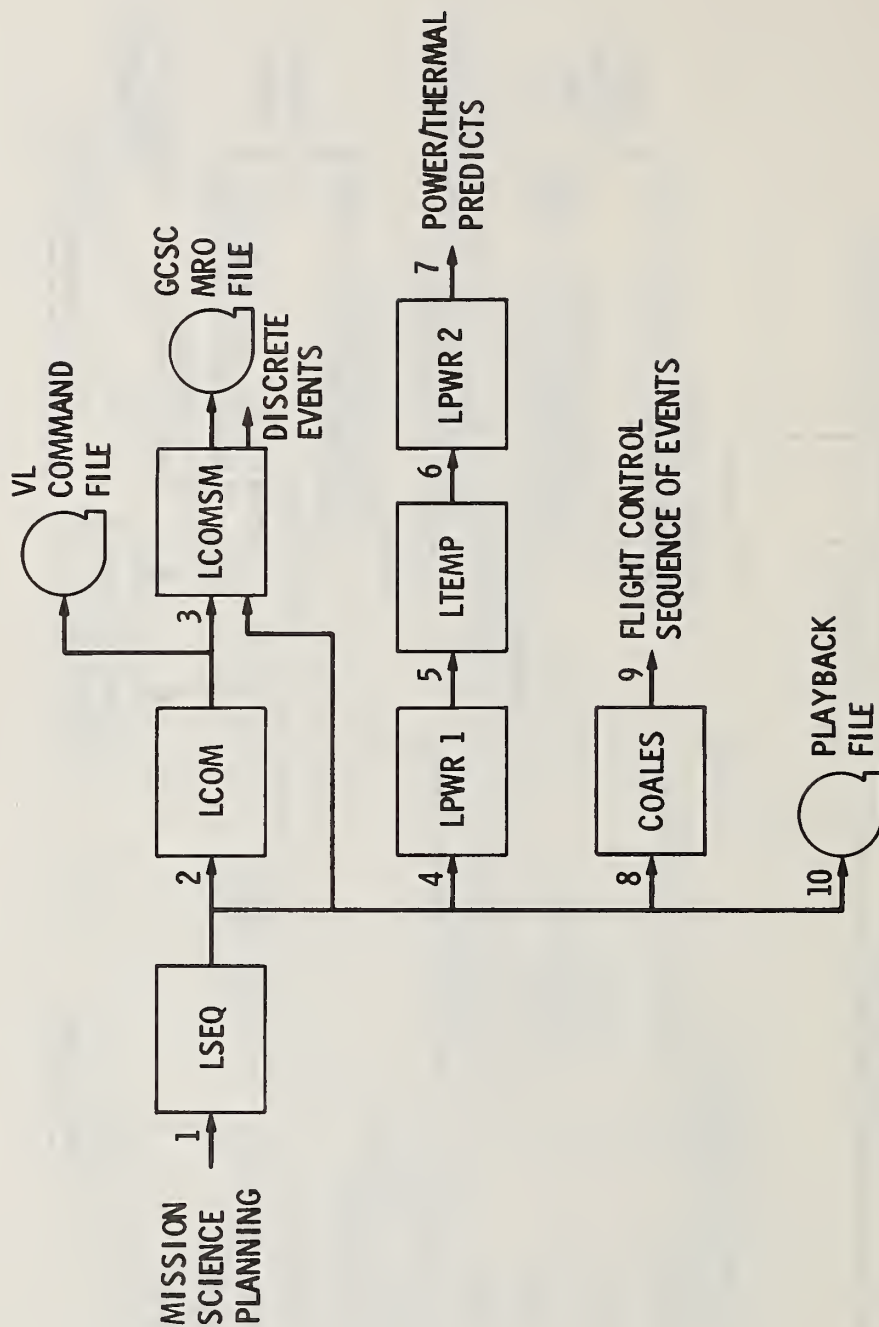 MISSION
SCIENCE
PLANNING
1
LSEQ
2
LCOM
VL
COMMAND
FILE
3
LCOMSM
GCSC
MRO
FILE
DISCRETE
EVENTS
4
LPWR 1
5
LTEMP
6
LPWR 2
7
POWER/THERMAL
PREDICTS
8
COALES
9
FLIGHT CONTROL
SEQUENCE OF EVENTS
10
PLAYBACK
FILE